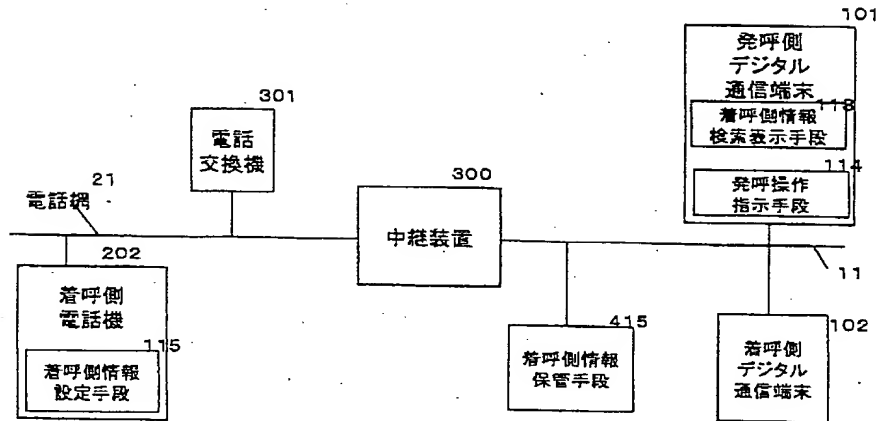 101
発呼側
デジタル
通信端末
118
着呼側情報
検索表示手段
114
発呼操作
指示手段
301
電話
交換機
300
中継装置
21
電話網
11
202
着呼側
電話機
115
着呼側情報
設定手段
415
着呼側情報
保管手段
102
着呼側
デジタル
通信端末